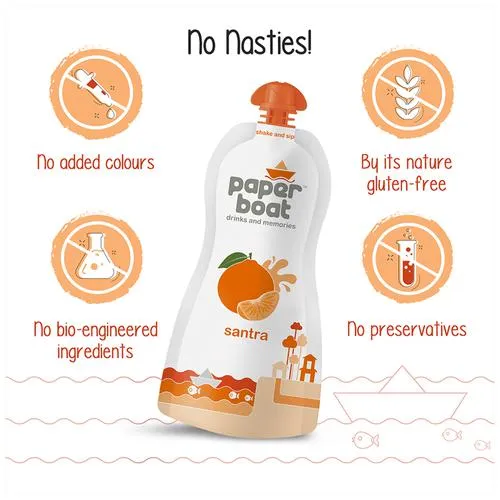 No Nasties!
shake and sip
No added colours
By its nature
gluten-free
paper
boat™
drinks and memories
santra
No bio-engineered
ingredients
No preservatives